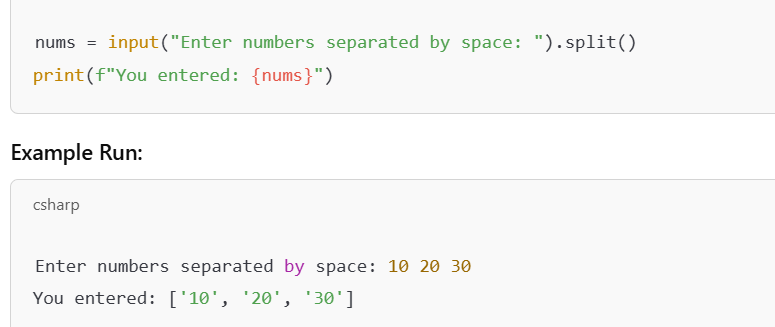 nums = input("Enter numbers separated by space: ").split()
print(f"You entered: {nums}")
Example Run:
csharp
Enter numbers separated by space: 10 20 30
You entered: ['10', '20', '30']